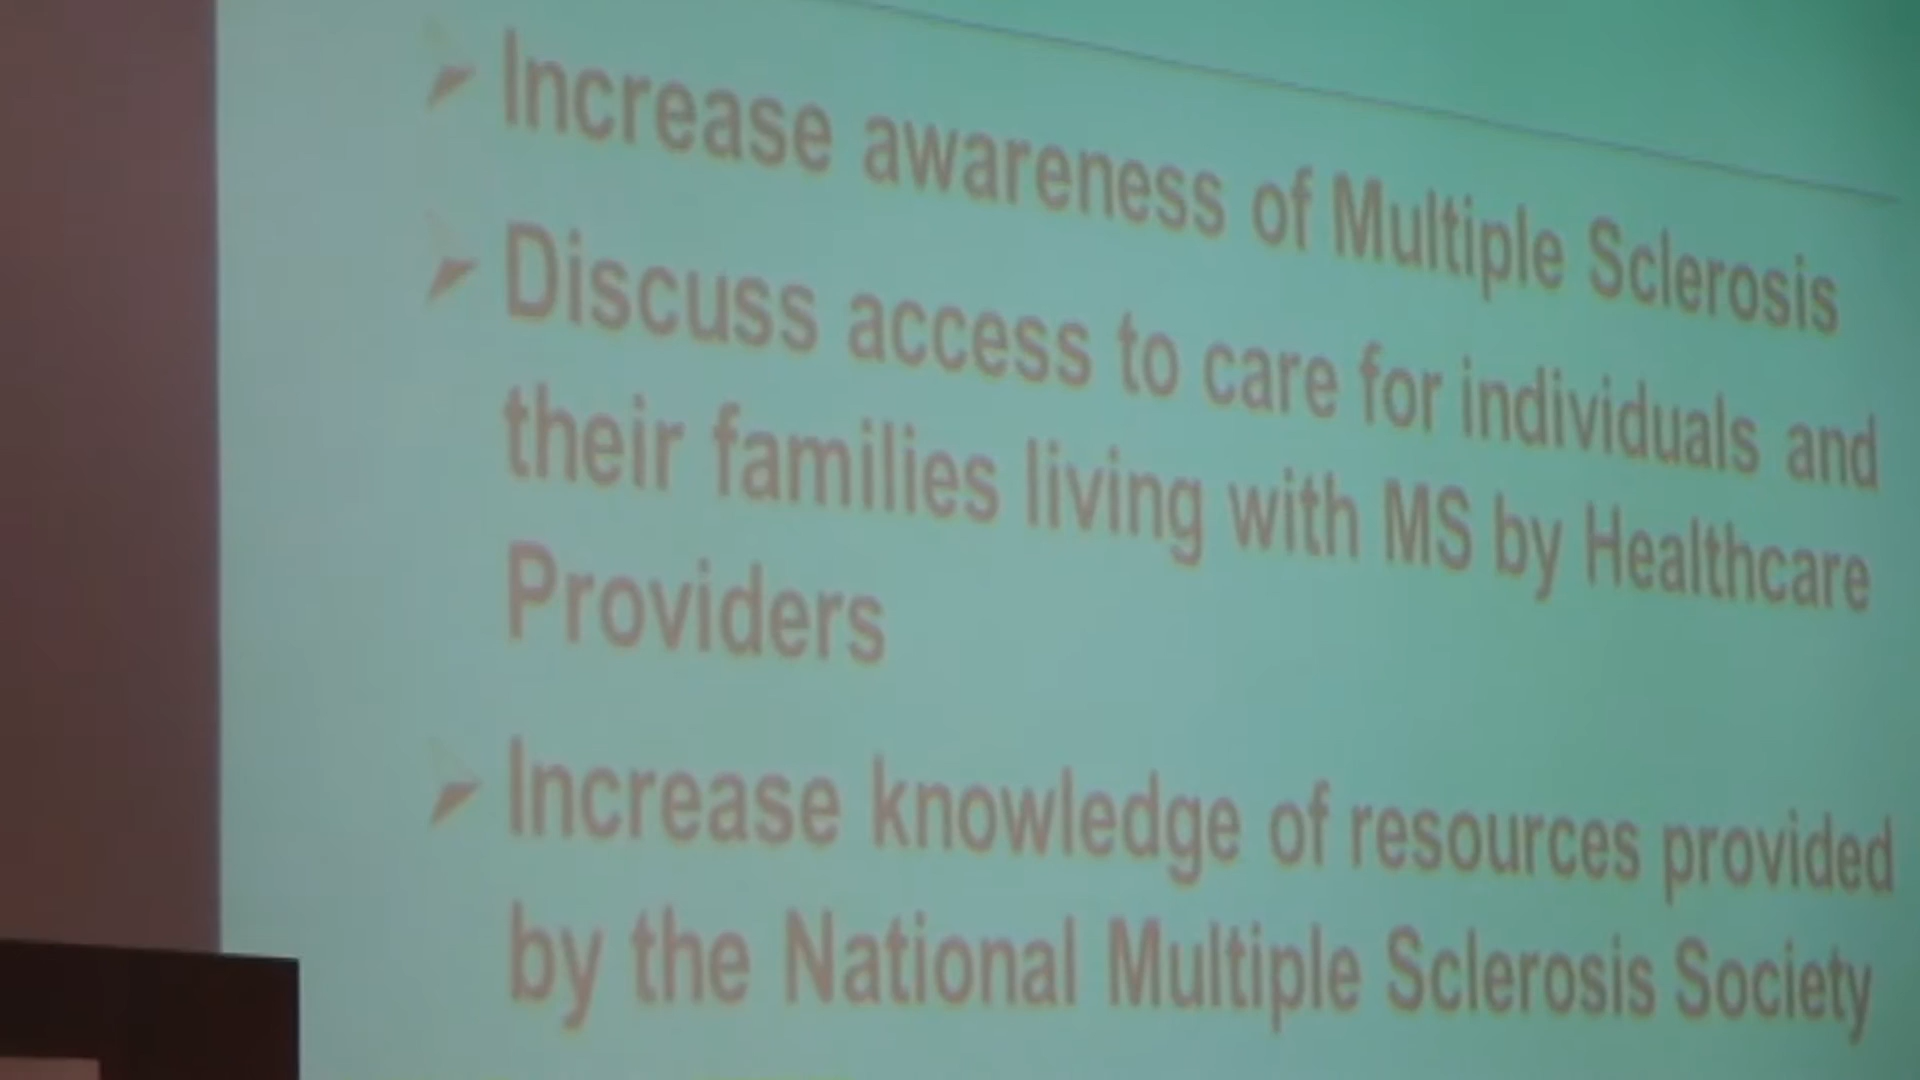 Increase awareness of Multiple Sclerosis
Discuss access to care for individuals and
their families living with MS by Healthcare
Providers
Increase knowledge of resources provided
by the National Multiple Sclerosis Society